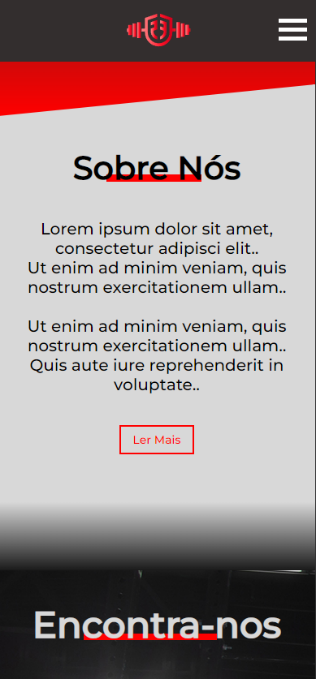 Sobre Nós
Lorem ipsum dolor sit amet,
consectetur adipisci elit..
Ut enim ad minim veniam, quis
nostrum exercitationem ullam..
Ut enim ad minim veniam, quis
nostrum exercitationem ullam..
Quis aute iure reprehenderit in
voluptate..
Ler Mais
Encontra-nos